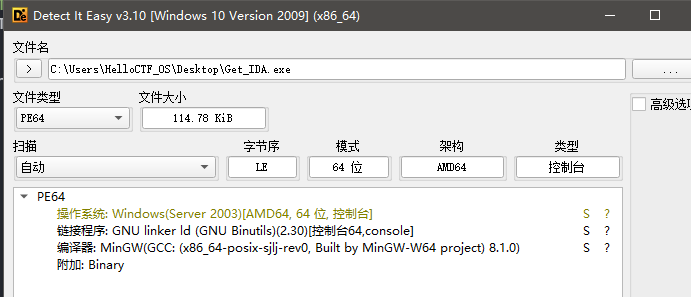 Detect It Easy v3.10 [Windows 10 Version 2009] (x86_64)
文件名
> C:\Users\HelloCTF_OS\Desktop\Get_IDA.exe ...
文件类型 文件大小
PE64 114.78 KiB 高级选项
扫描 字节序 模式 架构 类型
自动 LE 64 位 AMD64 控制台
PE64
操作系统: Windows(Server 2003)[AMD64, 64 位, 控制台] S ?
链接程序: GNU linker ld (GNU Binutils)(2.30)[控制台64,console] S ?
编译器: MinGW(GCC: (x86_64-posix-sjlj-rev0, Built by MinGW-W64 project) 8.1.0) S ?
附加: Binary